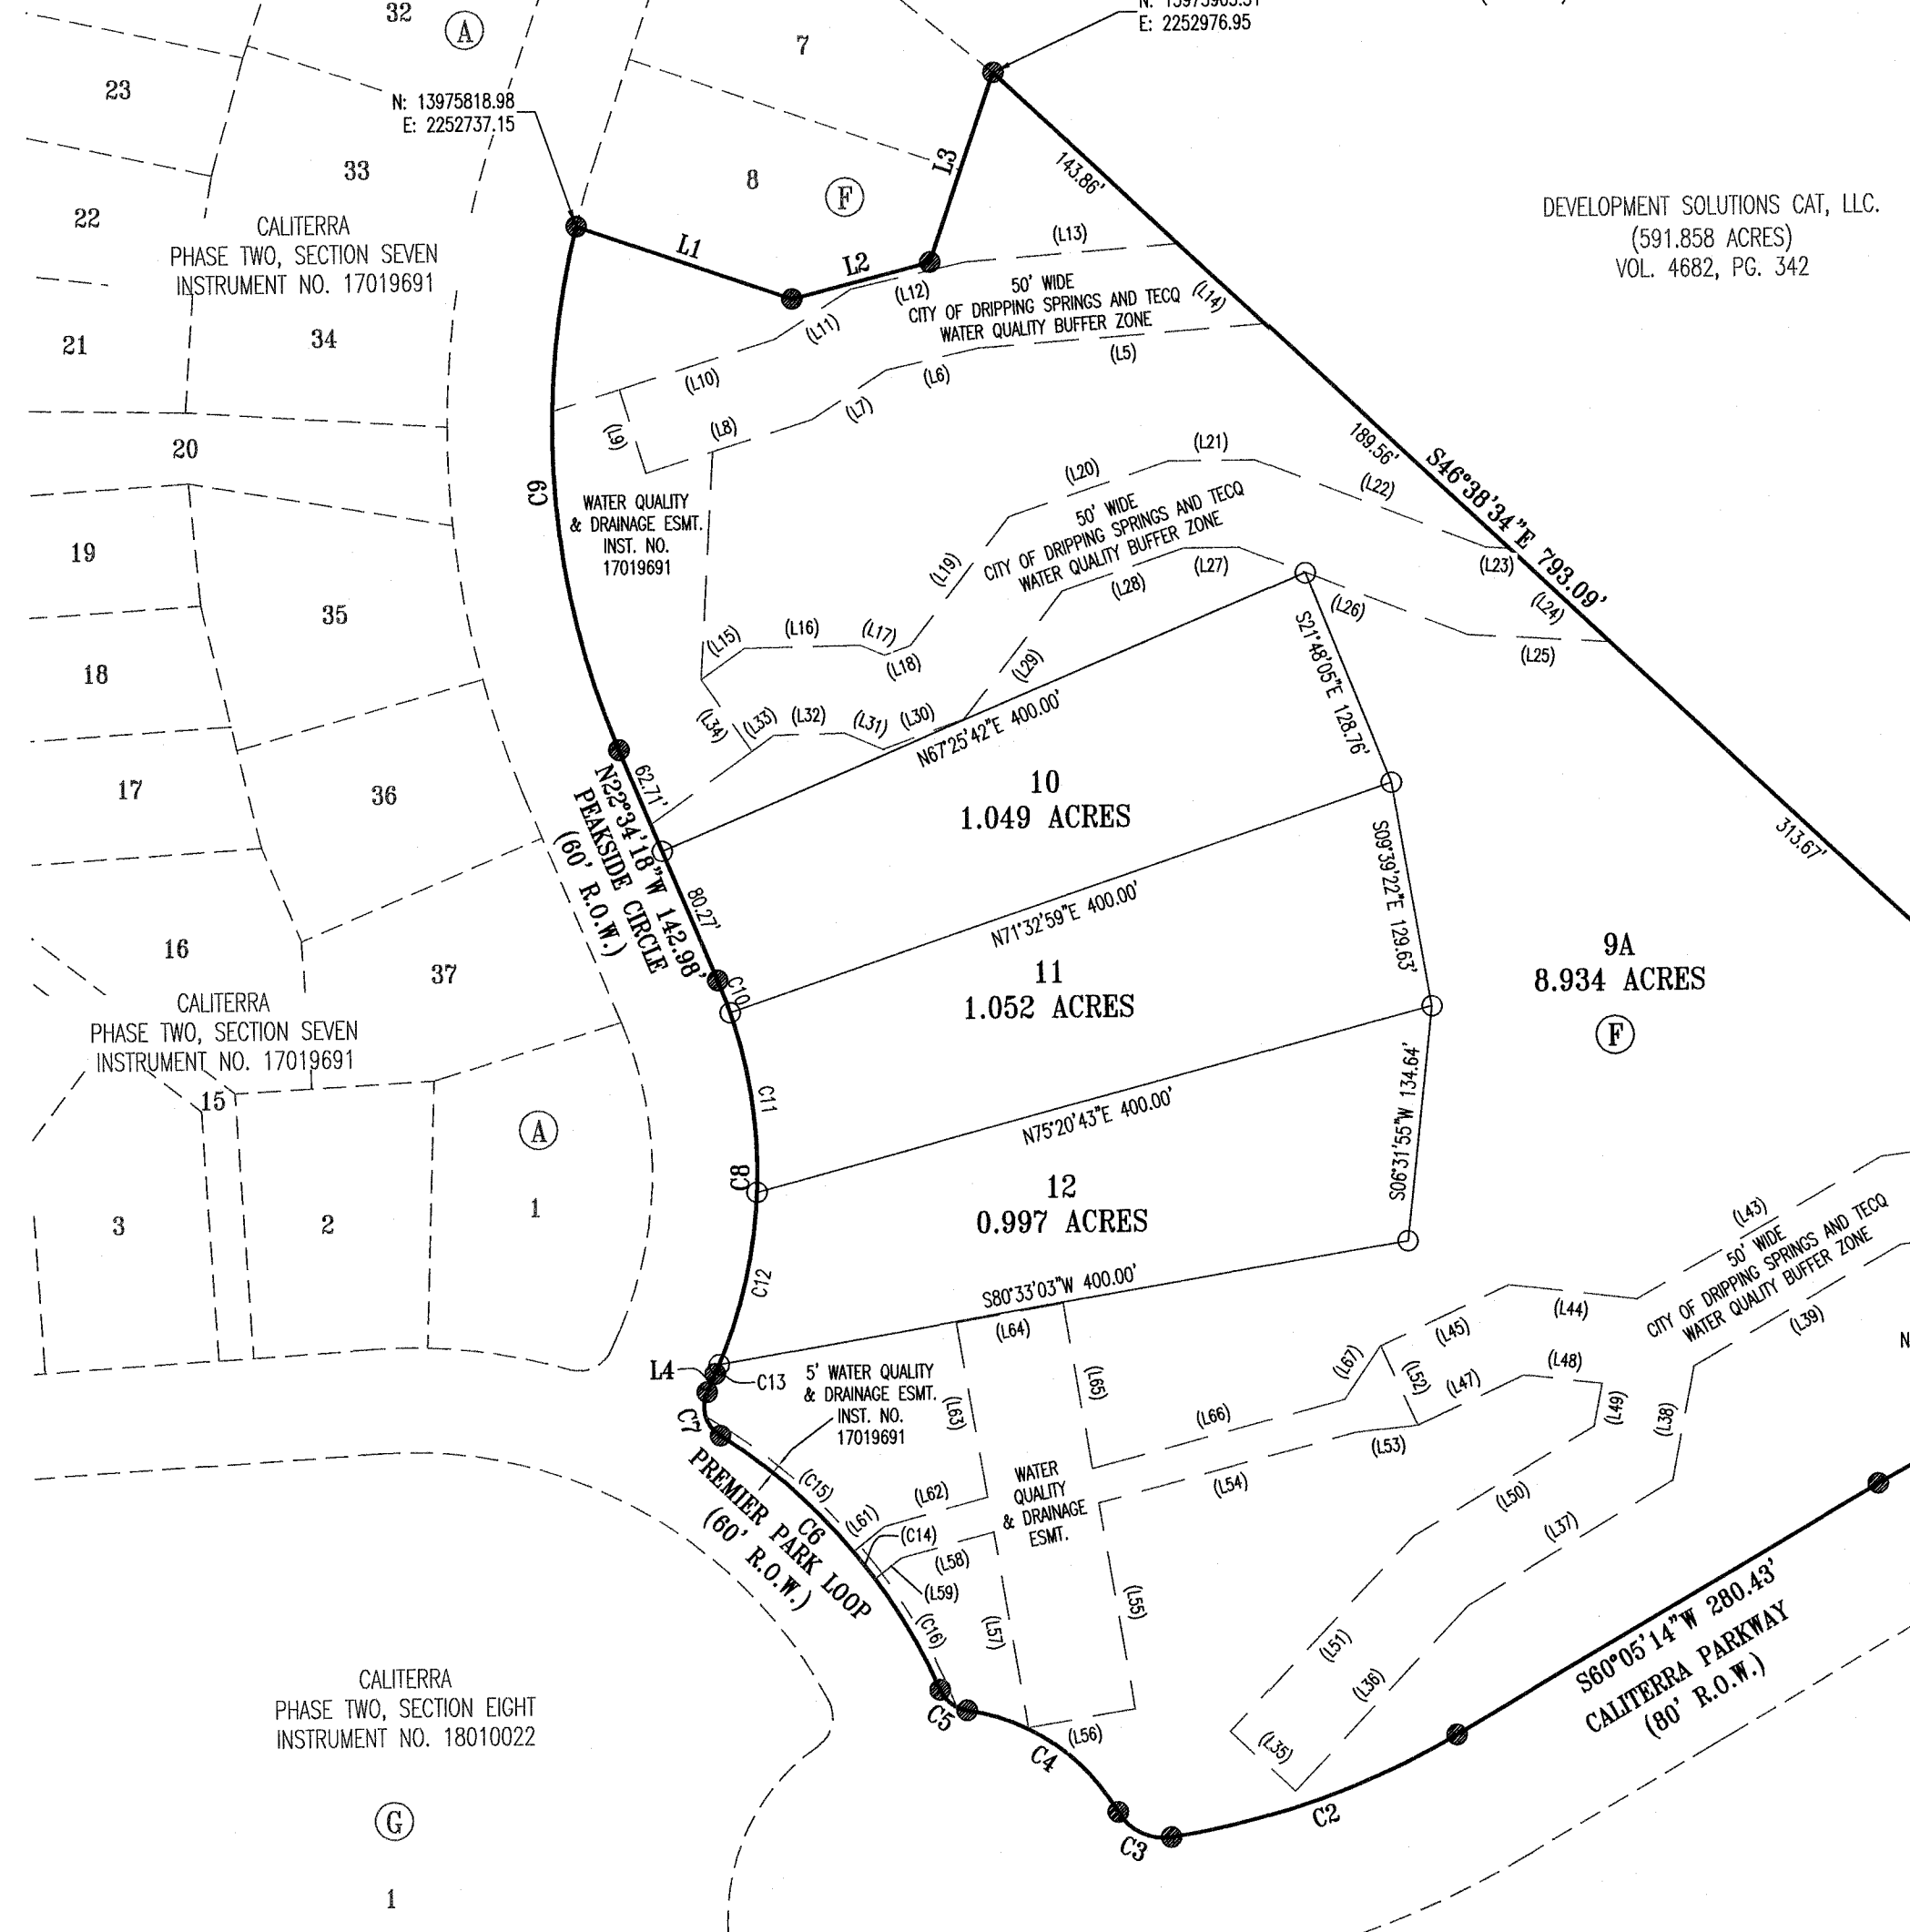 32
A
7
E: 2252976.95
23
N: 13975818.98
E: 2252737.15
33
8
F
L3
143.86'
22
CALITERRA
PHASE TWO, SECTION SEVEN
INSTRUMENT NO. 17019691
L1
L2
(L13)
DEVELOPMENT SOLUTIONS CAT, LLC.
(591.858 ACRES)
VOL. 4682, PG. 342
21
34
(L12)
50' WIDE
CITY OF DRIPPING SPRINGS AND TECQ
WATER QUALITY BUFFER ZONE
(L14)
(L11)
(L5)
(L10)
(L6)
(L7)
(L8)
(L9)
20
189.56'
S46°38'34"E 793.09'
(L21)
(L20)
(L22)
C9
WATER QUALITY
& DRAINAGE ESMT.
INST. NO.
17019691
50' WIDE
CITY OF DRIPPING SPRINGS AND TECQ
WATER QUALITY BUFFER ZONE
19
(L19)
(L23)
(L27)
(L28)
(L26)
(L24)
35
(L15)
(L16)
(L17)
(L18)
(L29)
S21°48'05"E 128.76'
(L25)
18
(L34)
(L33)
(L32)
(L31)
(L30)
N67°25'42"E 400.00'
17
36
62.71'
N22°34'18"W 142.98'
PEAKSIDE CIRCLE
(60' R.O.W.)
10
1.049 ACRES
S09°39'22"E 129.63'
313.67'
80.27'
16
37
N71°32'59"E 400.00'
9A
8.934 ACRES
F
C10
11
1.052 ACRES
CALITERRA
PHASE TWO, SECTION SEVEN
INSTRUMENT NO. 17019691
15
A
C11
N75°20'43"E 400.00'
S06°31'55"W 134.64'
C8
3
2
1
12
0.997 ACRES
(L43)
50' WIDE
CITY OF DRIPPING SPRINGS AND TECQ
WATER QUALITY BUFFER ZONE
C12
S80°33'03"W 400.00'
(L64)
(L44)
(L45)
(L39)
N
L4
C13
5' WATER QUALITY
& DRAINAGE ESMT.
INST. NO.
17019691
(L63)
(L65)
(L67)
(L52)
(L48)
(L47)
(L49)
(L38)
C7
(L66)
(L53)
PREMIER PARK LOOP
(60' R.O.W.)
(C15)
C6
(L61)
(L62)
(C14)
WATER
QUALITY
& DRAINAGE
ESMT.
(L54)
(L50)
(L37)
(L58)
(L59)
(C16)
(L57)
(L55)
(L51)
(L36)
S60°05'14"W 280.43'
CALITERRA PARKWAY
(80' R.O.W.)
CALITERRA
PHASE TWO, SECTION EIGHT
INSTRUMENT NO. 18010022
C5
C4
(L56)
(L35)
G
C3
C2
1